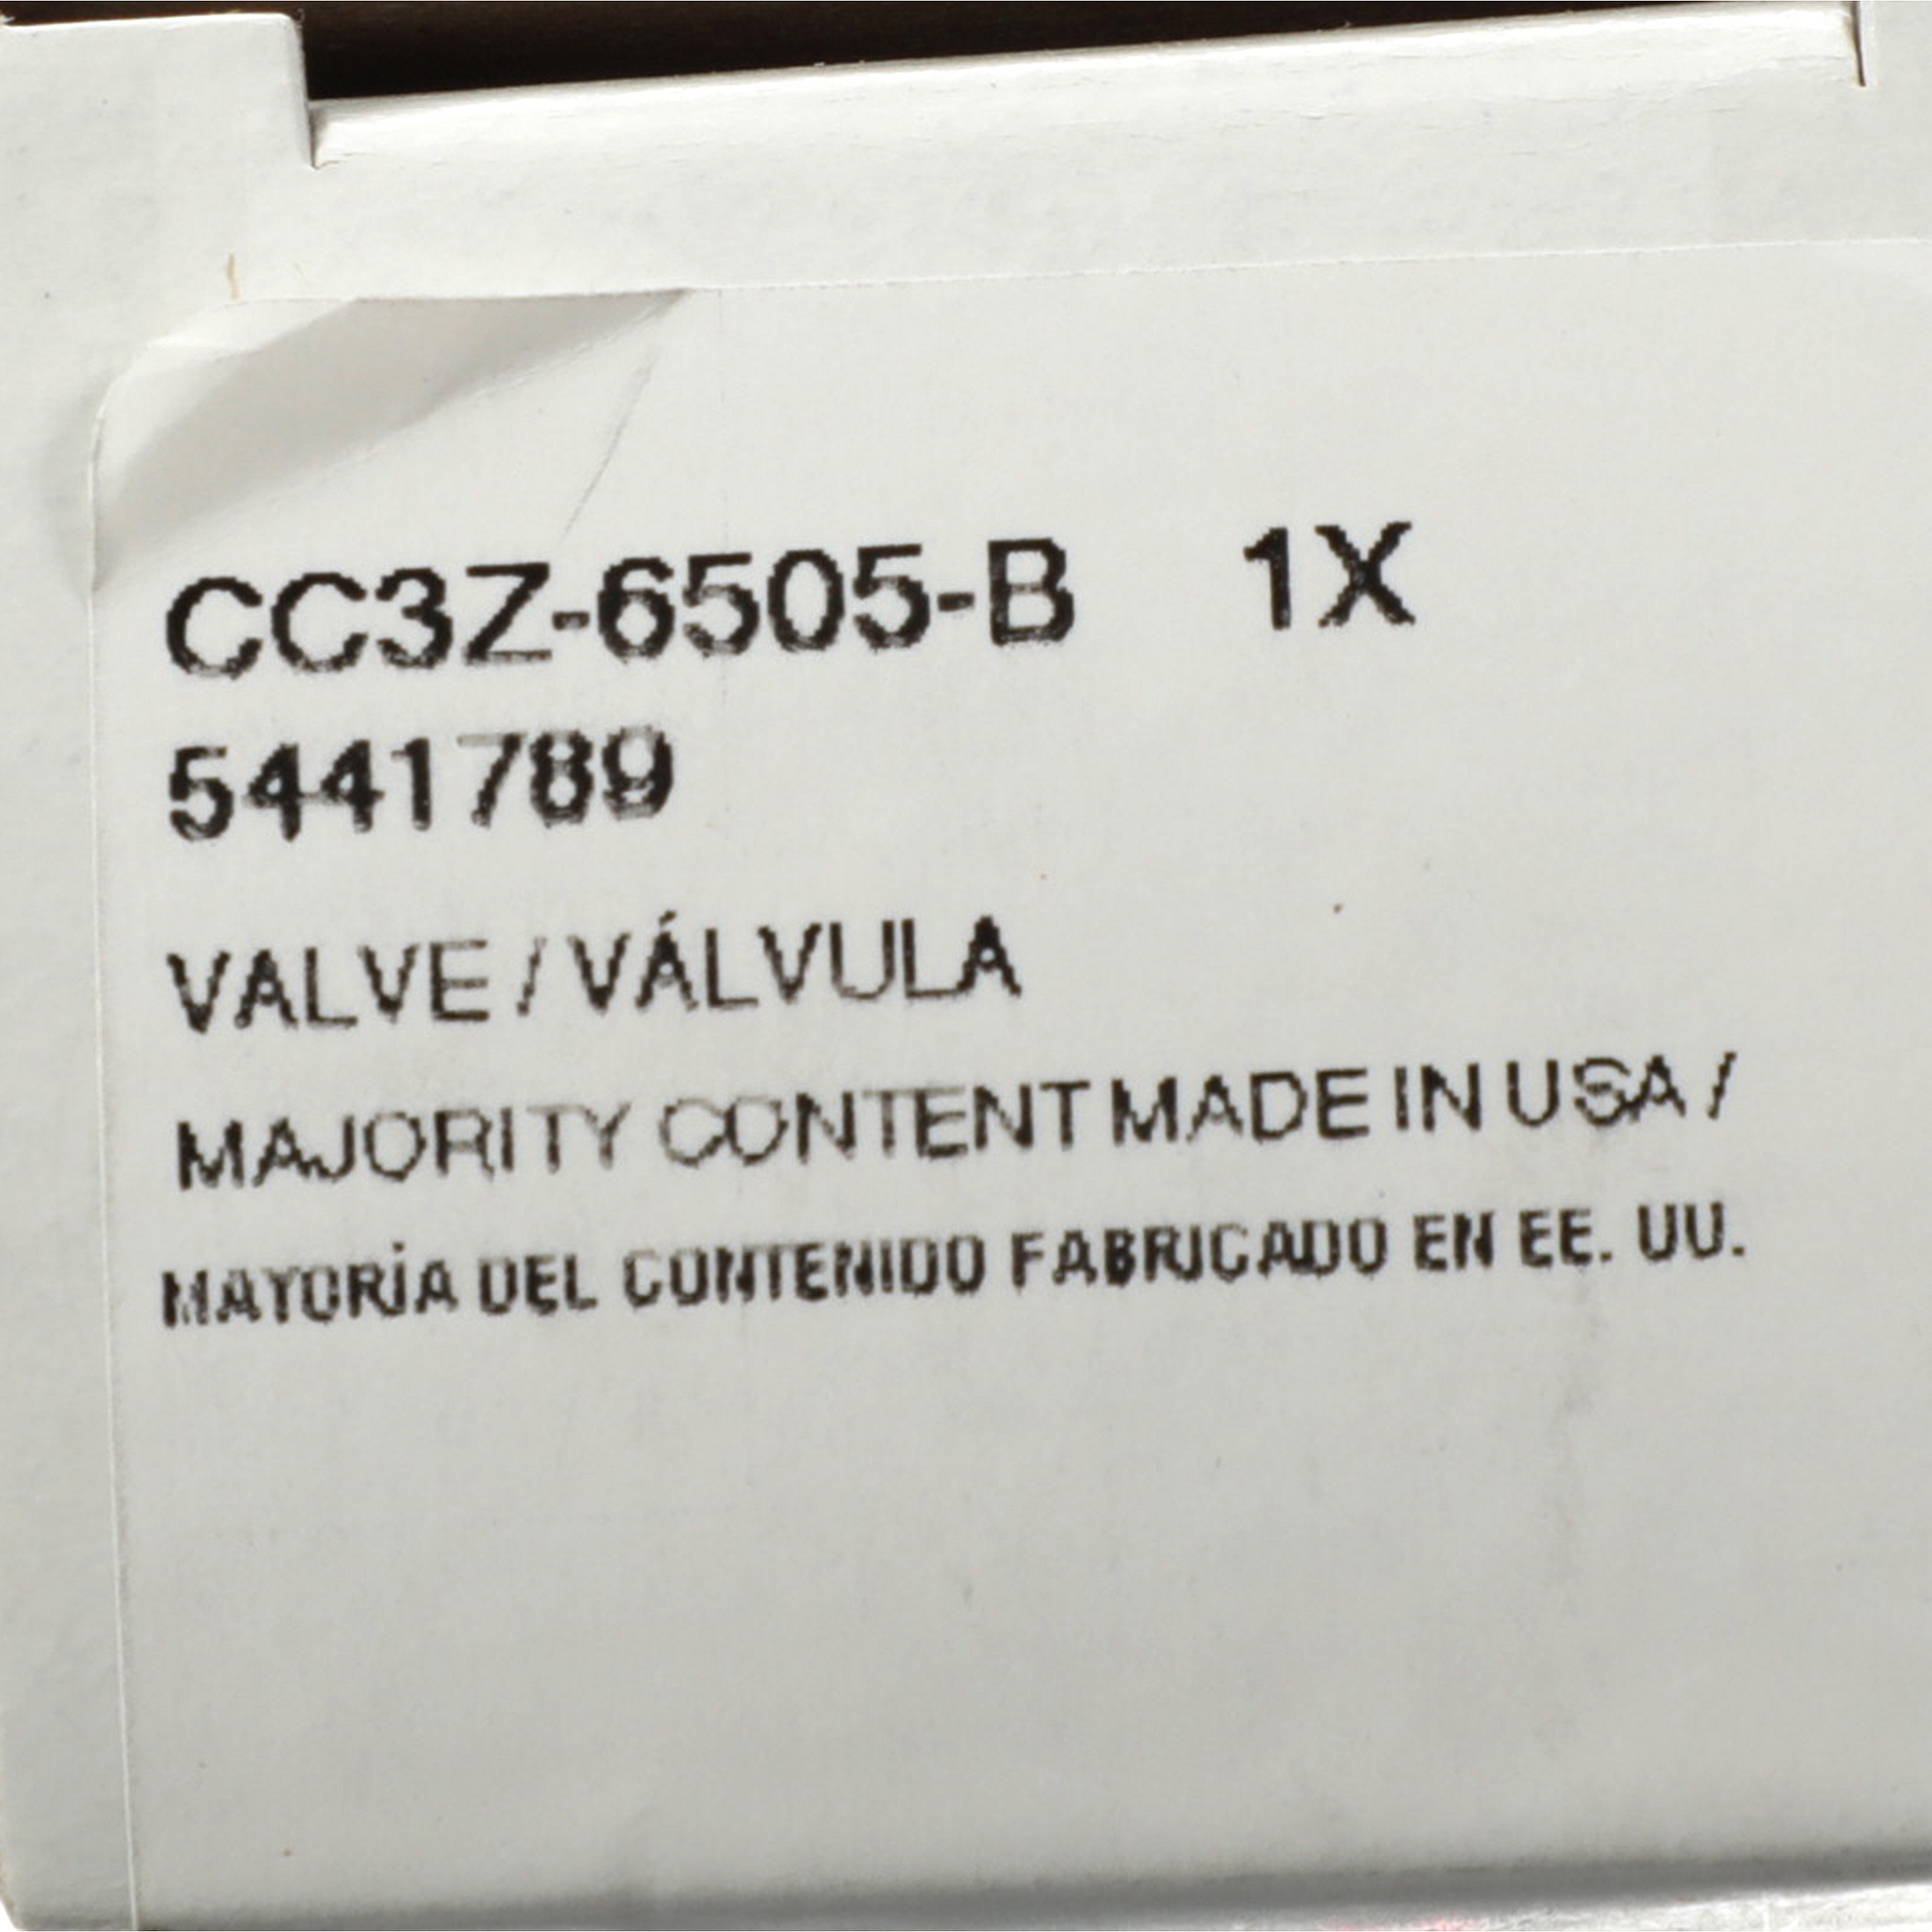 CC3Z-6505-B 1X
5441789
VALVE / VÁLVULA
MAJORITY CONTENT MADE IN USA /
MAYORÍA DEL CONTENIDO FABRICADO EN EE. UU.